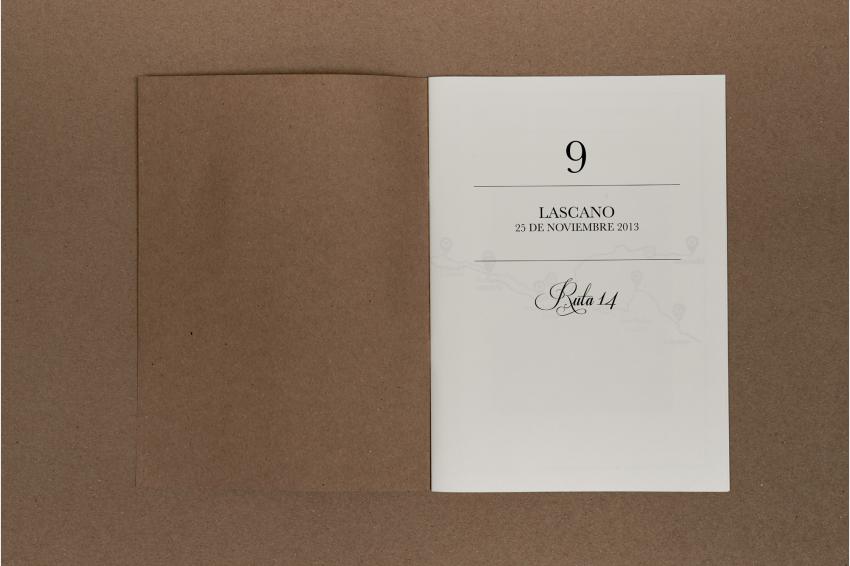 9
LASCANO
25 DE NOVIEMBRE 2013
Ruta 14